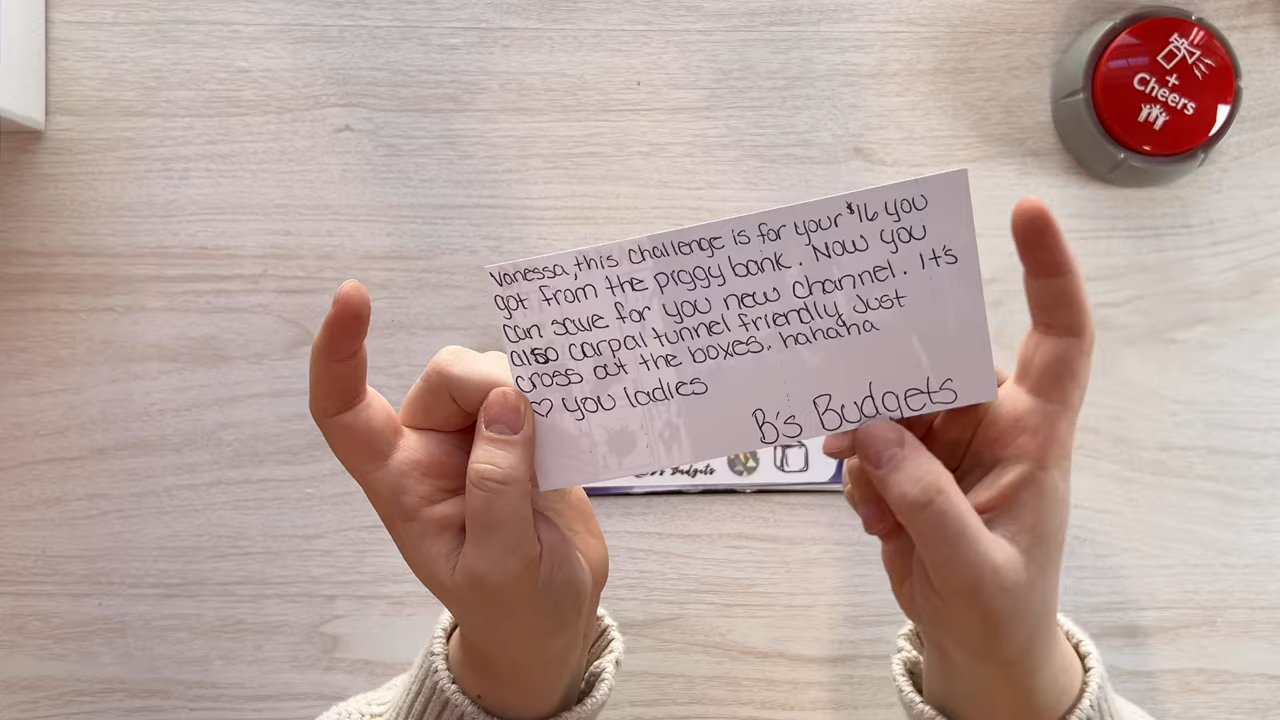 Vanessa, this challenge is for your $16 you
got from the piggy bank. Now you
can save for you new channel. It's
also carpal tunnel friendly just
cross out the boxes. hahaha
♡ you ladies
B's Budgets
Budgets
+
Cheers